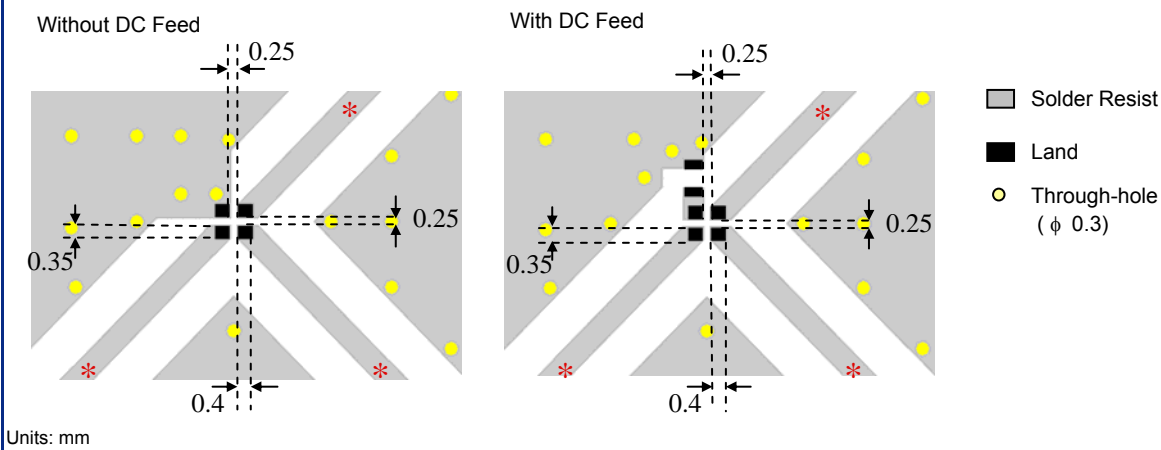 Without DC Feed
0.25
*
0.25
0.35
*
*
0.4
With DC Feed
0.25
*
0.25
0.35
*
*
0.4
Solder Resist
Land
Through-hole
( ϕ 0.3)
Units: mm